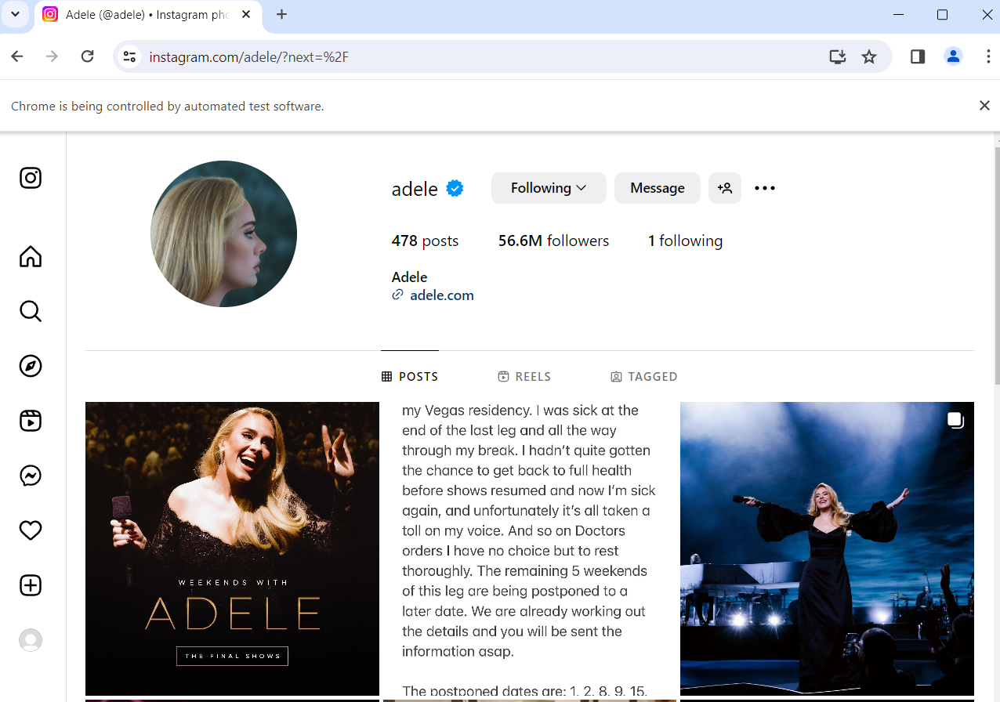 Adele (@adele) • Instagram pho
instagram.com/adele/?next=%2F
Chrome is being controlled by automated test software.
adele
Following
Message
478 posts
56.6M followers
1 following
Adele
adele.com
POSTS
REELS
TAGGED
WEEKENDS WITH
ADELE
THE FINAL SHOWS
my Vegas residency. I was sick at the
end of the last leg and all the way
through my break. I hadn’t quite gotten
the chance to get back to full health
before shows resumed and now I’m sick
again, and unfortunately it’s all taken a
toll on my voice. And so on Doctors
orders I have no choice but to rest
thoroughly. The remaining 5 weekends
of this leg are being postponed to a
later date. We are already working out
the details and you will be sent the
information asap.
The postponed dates are: 1, 2, 8, 9, 15,